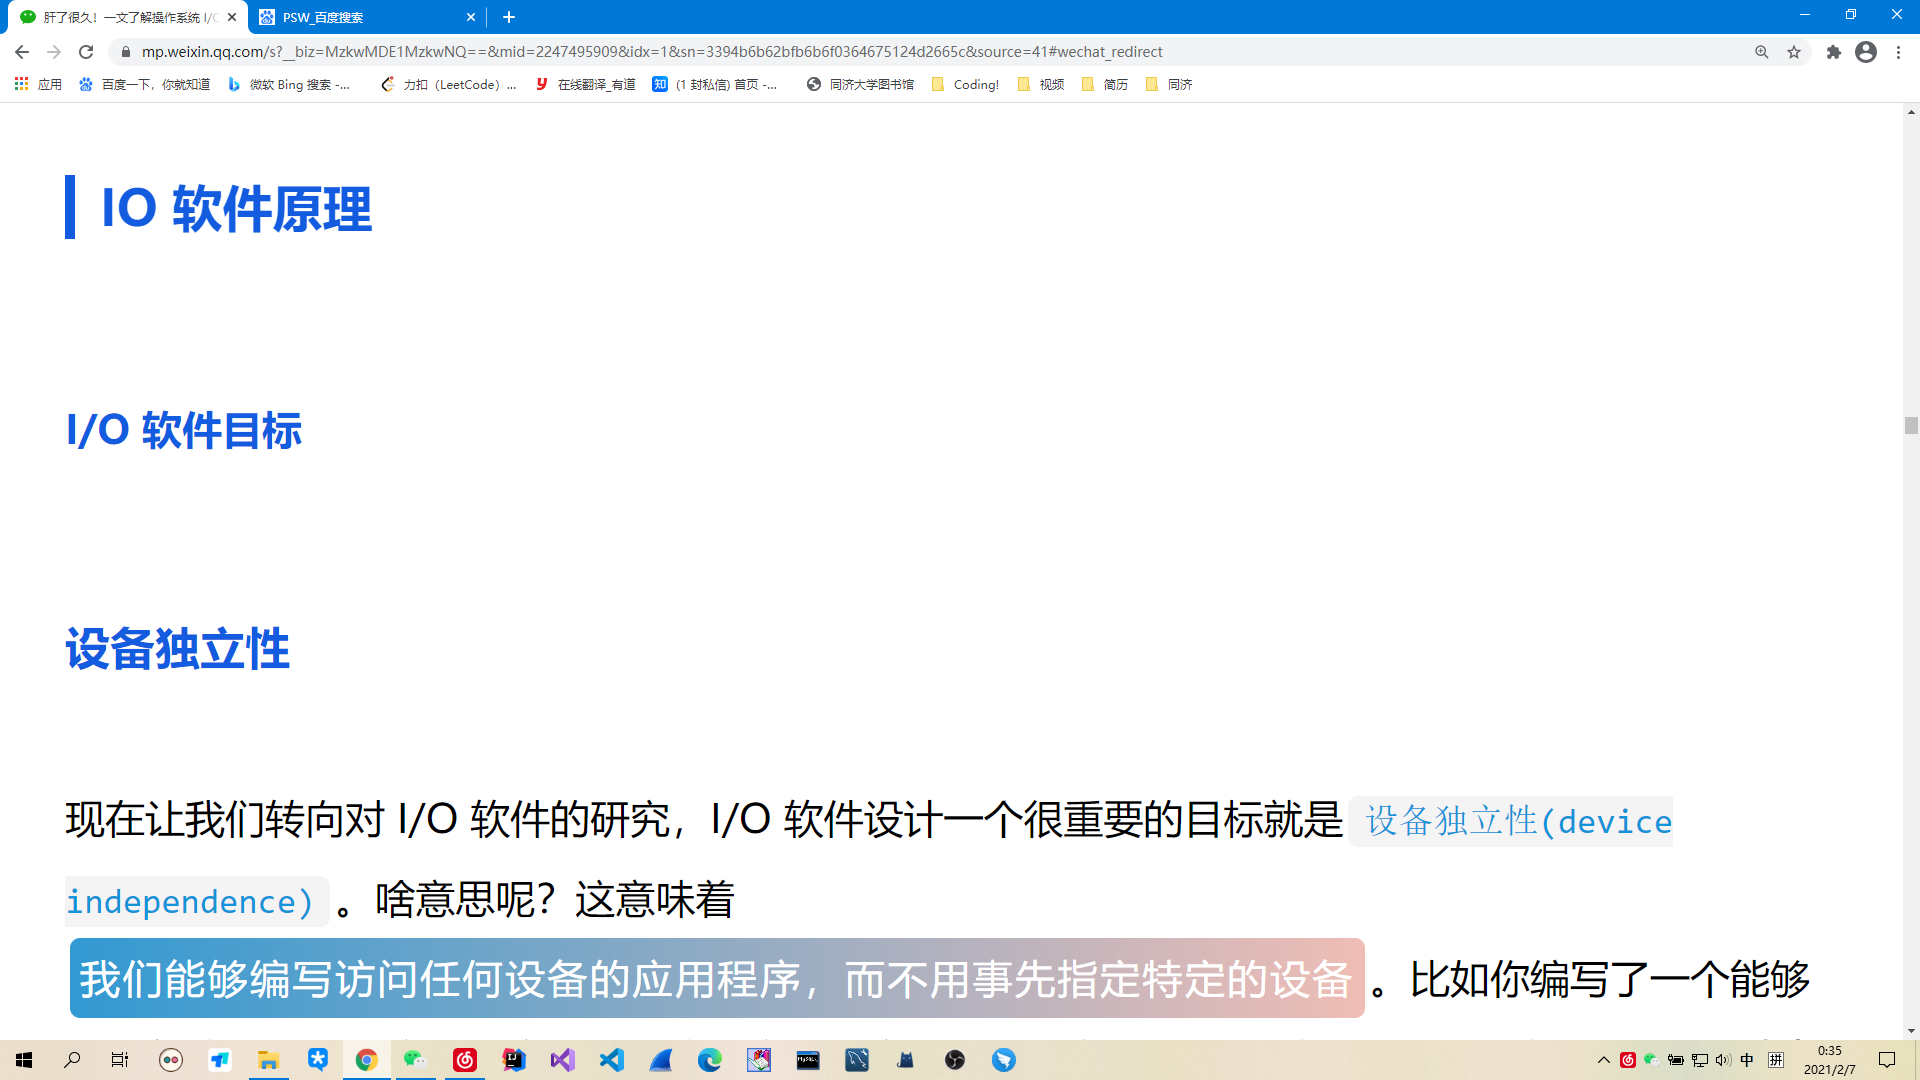 肝了很久！一文了解操作系统 I/O
PSW_百度搜索
mp.weixin.qq.com/s?__biz=MzkwMDE1MzkwNQ==&mid=2247495909&idx=1&sn=3394b6b62bfb6b6f0364675124d2665c&source=41#wechat_redirect
应用 百度一下，你就知道 微软 Bing 搜索 -... 力扣（LeetCode）... 在线翻译_有道 (1 封私信) 首页 -... 同济大学图书馆 Coding! 视频 简历 同济
IO 软件原理
I/O 软件目标
设备独立性
现在让我们转向对 I/O 软件的研究，I/O 软件设计一个很重要的目标就是 设备独立性(device
independence) 。啥意思呢？这意味着
我们能够编写访问任何设备的应用程序，而不用事先指定特定的设备 。比如你编写了一个能够
中 拼
0:35
2021/2/7